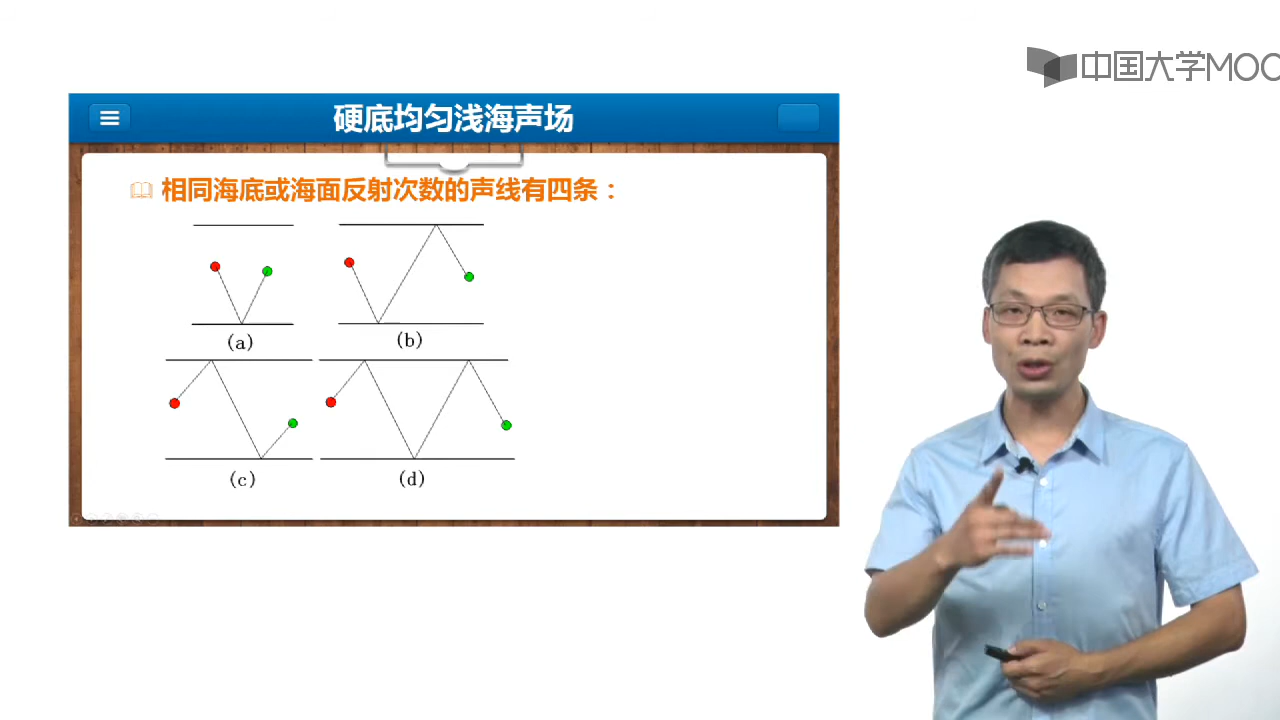 中国大学MOO
硬底均匀浅海声场
相同海底或海面反射次数的声线有四条：
(a)
(b)
(c)
(d)